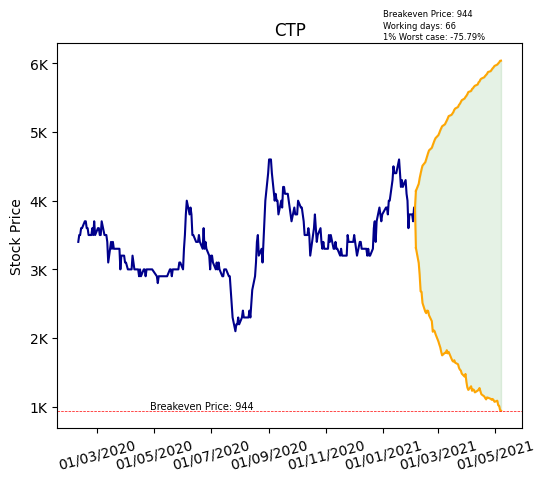 Breakeven Price: 944
Working days: 66
1% Worst case: -75.79%
CTP
Stock Price
6K
5K
4K
3K
2K
1K
Breakeven Price: 944
01/03/2020
01/05/2020
01/07/2020
01/09/2020
01/11/2020
01/01/2021
01/03/2021
01/05/2021